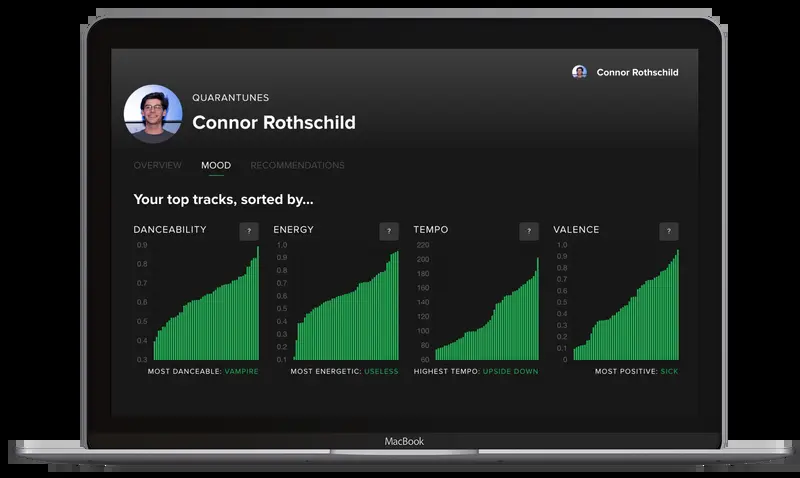 Connor Rothschild
QUARANTUNES
Connor Rothschild
OVERVIEW MOOD RECOMMENDATIONS
Your top tracks, sorted by...
DANCEABILITY ? ENERGY ? TEMPO ? VALENCE ?
0.9 1.0 220 1.0
0.9 200 0.9
0.8 0.8 180 0.8
0.7 0.7 160 0.7
0.6 0.6 140 0.6
0.5 0.5 120 0.5
0.4 0.4 100 0.4
0.3 0.3 80 0.3
0.2 60 0.2
0.1 0.1
0
MOST DANCEABLE: VAMPIRE MOST ENERGETIC: USELESS HIGHEST TEMPO: UPSIDE DOWN MOST POSITIVE: SICK
MacBook